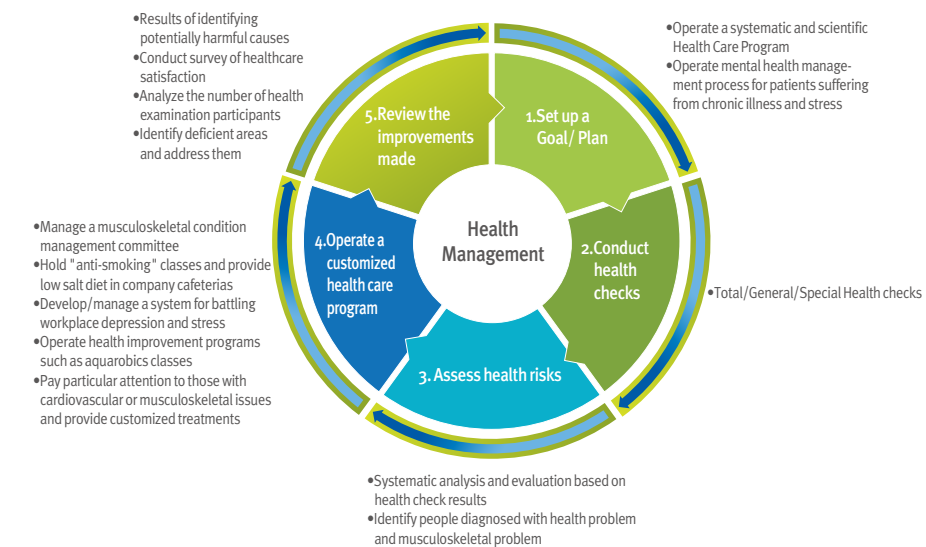 •Results of identifying
potentially harmful causes
•Conduct survey of healthcare
satisfaction
•Analyze the number of health
examination participants
•Identify deficient areas
and address them
•Operate a systematic and scientific
Health Care Program
•Operate mental health manage-
ment process for patients suffering
from chronic illness and stress
5.Review the
improvements
made
1.Set up a
Goal/ Plan
Health
Management
4.Operate a
customized
health care
program
2.Conduct
health
checks
3. Assess health risks
•Manage a musculoskeletal condition
management committee
•Hold "anti-smoking" classes and provide
low salt diet in company cafeterias
•Develop/manage a system for battling
workplace depression and stress
•Operate health improvement programs
such as aquarobics classes
•Pay particular attention to those with
cardiovascular or musculoskeletal issues
and provide customized treatments
•Total/General/Special Health checks
•Systematic analysis and evaluation based on
health check results
•Identify people diagnosed with health problem
and musculoskeletal problem